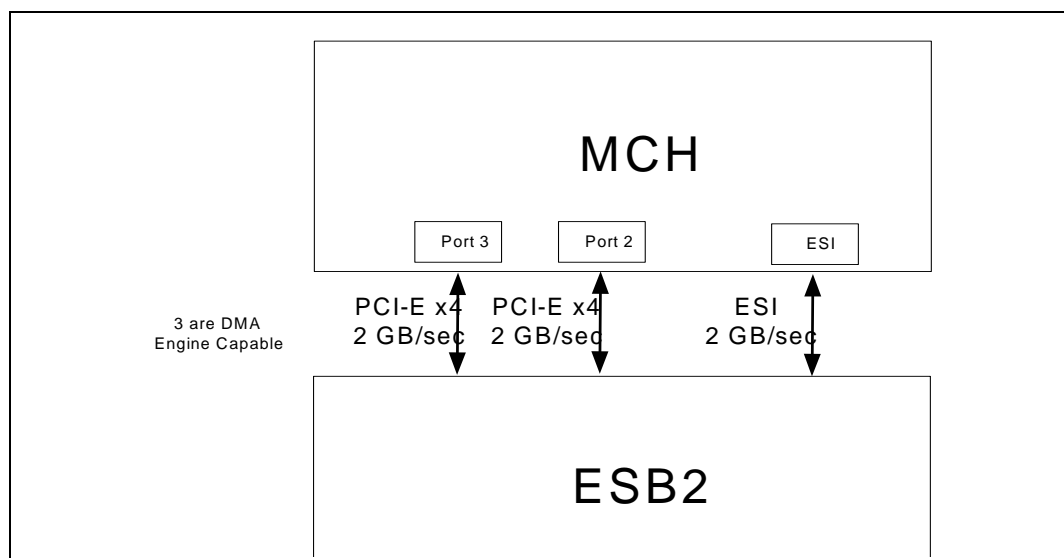 MCH
Port 3
Port 2
ESI
PCI-E x4
2 GB/sec
PCI-E x4
2 GB/sec
ESI
2 GB/sec
3 are DMA
Engine Capable
ESB2